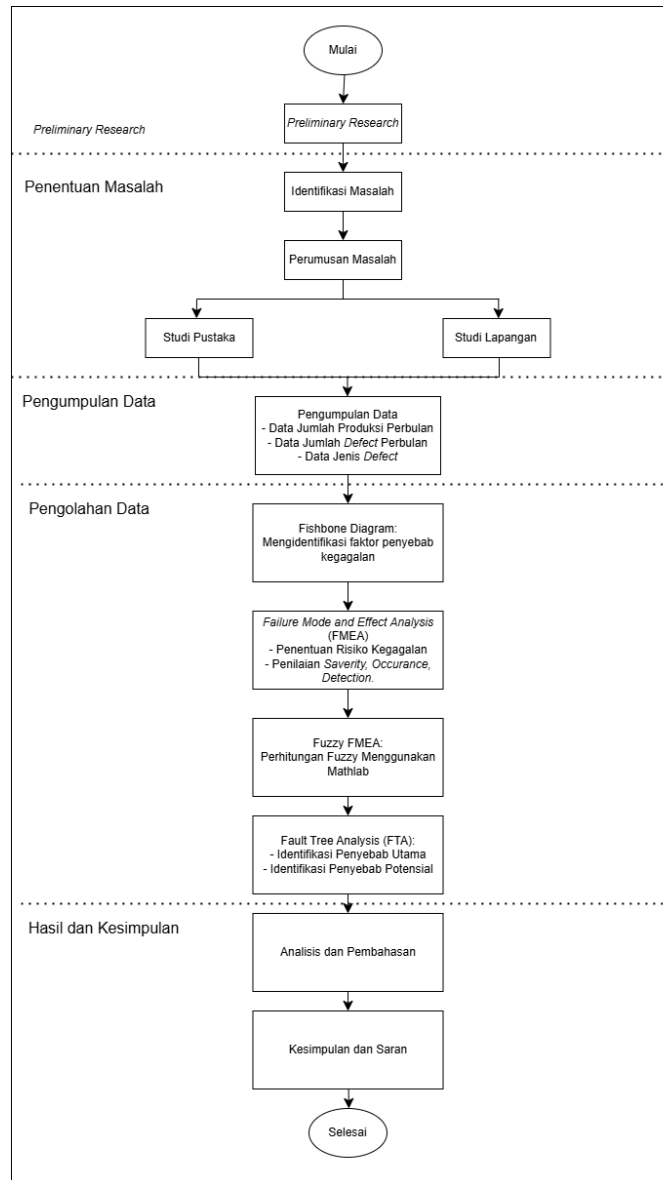 Mulai
Preliminary Research
Preliminary Research
Penentuan Masalah
Identifikasi Masalah
Perumusan Masalah
Studi Pustaka
Studi Lapangan
Pengumpulan Data
Pengumpulan Data
- Data Jumlah Produksi Perbulan
- Data Jumlah Defect Perbulan
- Data Jenis Defect
Pengolahan Data
Fishbone Diagram:
Mengidentifikasi faktor penyebab
kegagalan
Failure Mode and Effect Analysis
(FMEA)
- Penentuan Risiko Kegagalan
- Penilaian Saverity, Occurance,
Detection.
Fuzzy FMEA:
Perhitungan Fuzzy Menggunakan
Mathlab
Fault Tree Analysis (FTA):
- Identifikasi Penyebab Utama
- Identifikasi Penyebab Potensial
Hasil dan Kesimpulan
Analisis dan Pembahasan
Kesimpulan dan Saran
Selesai